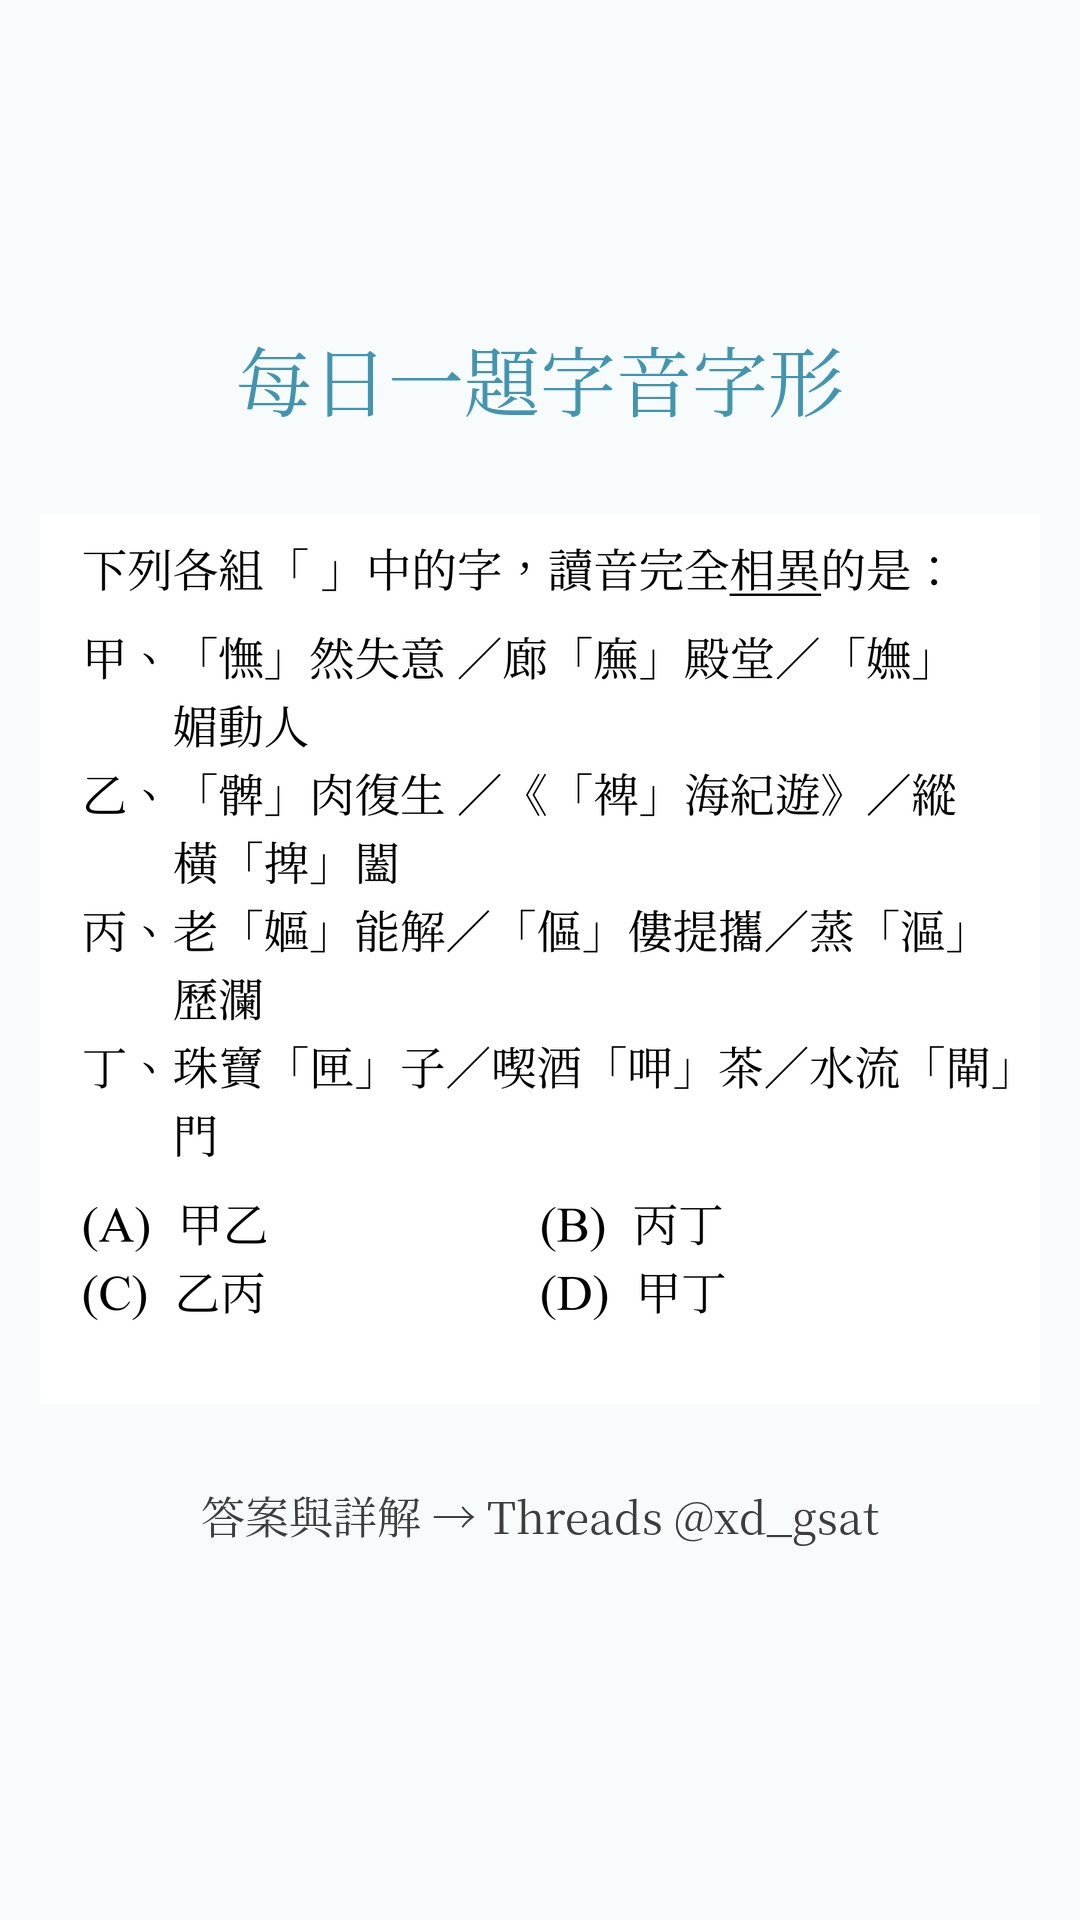 每日一題字音字形
下列各組「 」中的字，讀音完全相異的是：
甲、「憮」然失意／廊「廡」殿堂／「嫵」
媚動人
乙、「髀」肉復生／《「裨」海紀遊》／縱
橫「捭」闔
丙、老「嫗」能解／「傴」僂提攜／蒸「漚」
歷瀾
丁、珠寶「匣」子／喫酒「呷」茶／水流「閘」
門
(A) 甲乙 (B) 丙丁
(C) 乙丙 (D) 甲丁
答案與詳解 → Threads @xd_gsat